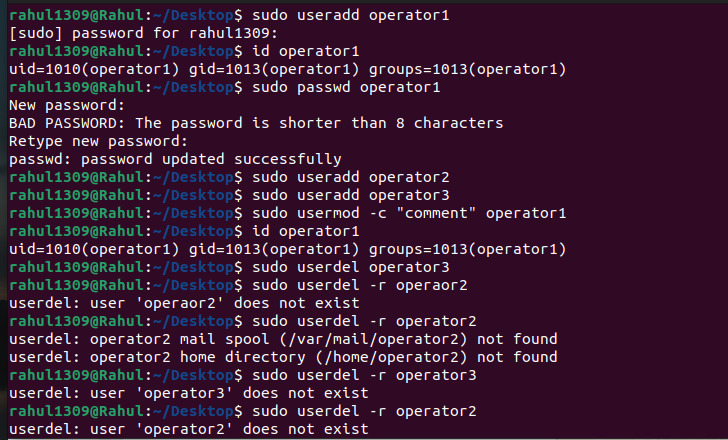 rahul1309@Rahul:~/Desktop$ sudo useradd operator1
[sudo] password for rahul1309:
rahul1309@Rahul:~/Desktop$ id operator1
uid=1010(operator1) gid=1013(operator1) groups=1013(operator1)
rahul1309@Rahul:~/Desktop$ sudo passwd operator1
New password:
BAD PASSWORD: The password is shorter than 8 characters
Retype new password:
passwd: password updated successfully
rahul1309@Rahul:~/Desktop$ sudo useradd operator2
rahul1309@Rahul:~/Desktop$ sudo useradd operator3
rahul1309@Rahul:~/Desktop$ sudo usermod -c "comment" operator1
rahul1309@Rahul:~/Desktop$ id operator1
uid=1010(operator1) gid=1013(operator1) groups=1013(operator1)
rahul1309@Rahul:~/Desktop$ sudo userdel operator3
rahul1309@Rahul:~/Desktop$ sudo userdel -r operaor2
userdel: user 'operaor2' does not exist
rahul1309@Rahul:~/Desktop$ sudo userdel -r operator2
userdel: operator2 mail spool (/var/mail/operator2) not found
userdel: operator2 home directory (/home/operator2) not found
rahul1309@Rahul:~/Desktop$ sudo userdel -r operator3
userdel: user 'operator3' does not exist
rahul1309@Rahul:~/Desktop$ sudo userdel -r operator2
userdel: user 'operator2' does not exist